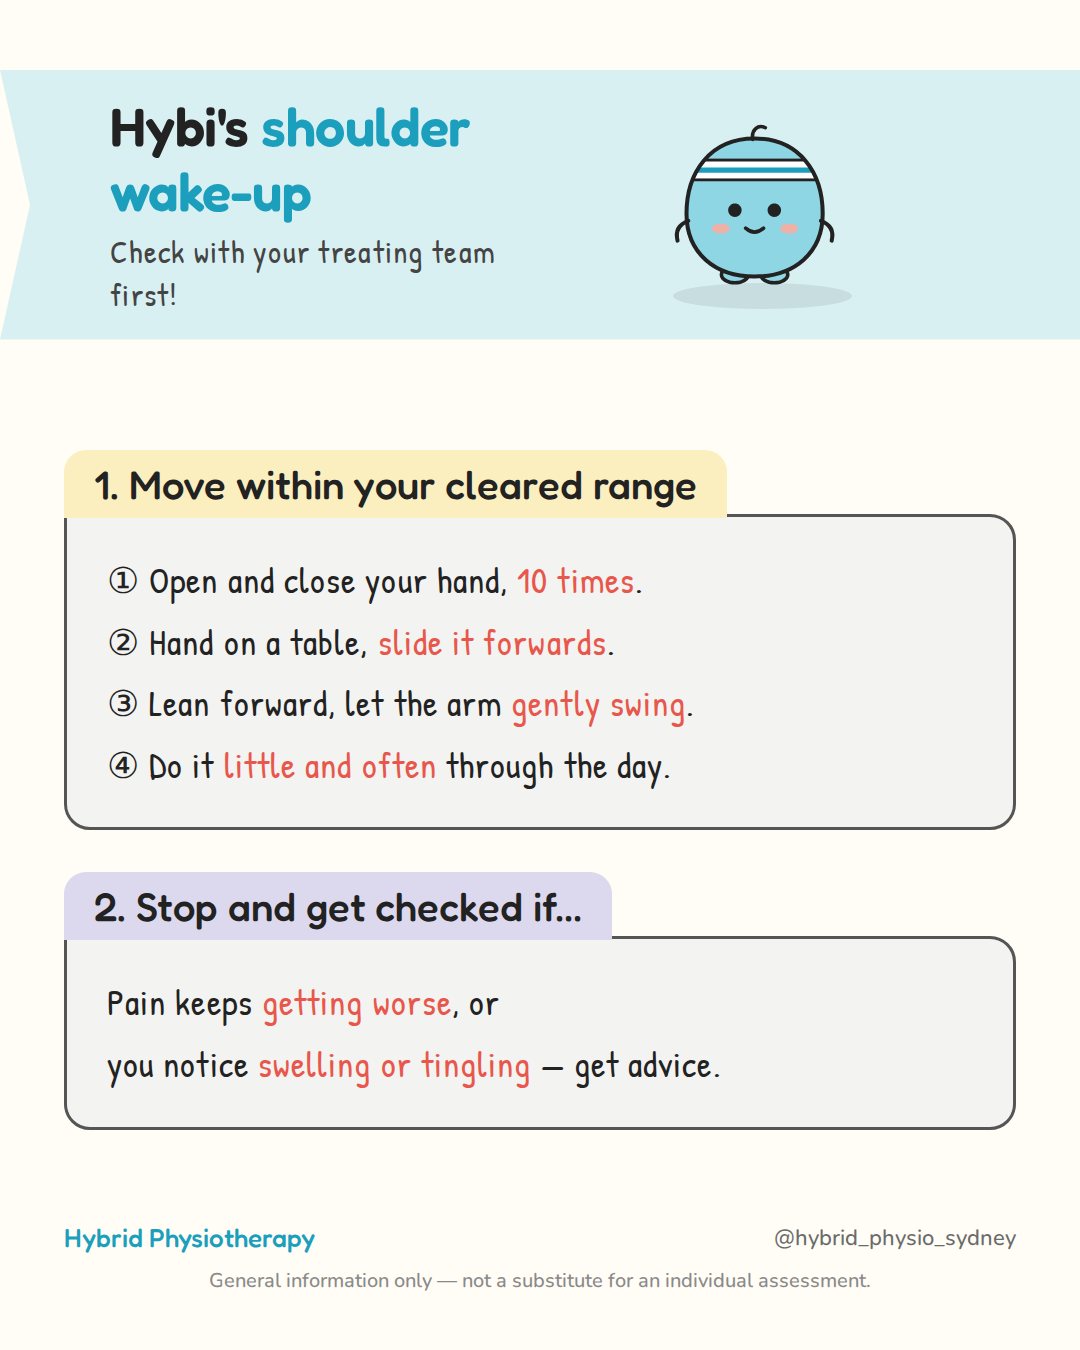 Hybi's shoulder
wake-up
Check with your treating team
first!
1. Move within your cleared range
① Open and close your hand, 10 times.
② Hand on a table, slide it forwards.
③ Lean forward, let the arm gently swing.
④ Do it little and often through the day.
2. Stop and get checked if...
Pain keeps getting worse, or
you notice swelling or tingling — get advice.
Hybrid Physiotherapy
@hybrid_physio_sydney
General information only — not a substitute for an individual assessment.